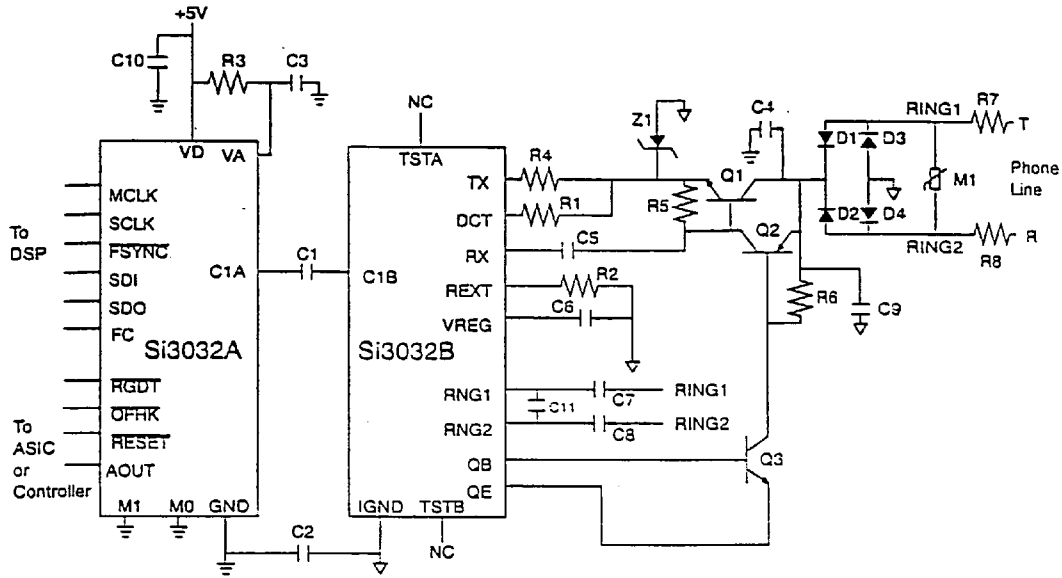 +5V
C10
R3
C3
VD
VA
MCLK
SCLK
FSYNC
SDI
SDO
FC
To
DSP
C1A
Si3032A
RGDT
OFHK
RESET
AOUT
To
ASIC
or
Controller
M1
M0
GND
C1
C2
NC
TSTA
TX
DCT
RX
REXT
VREG
C1B
Si3032B
RNG1
RNG2
QB
QE
IGND
TSTB
NC
R4
R1
C5
R2
C6
Z1
R5
Q1
C4
Q2
R6
C9
D1
D3
D2
D4
RING1
R7
T
M1
Phone
Line
RING2
R8
R
C7
RING1
C11
C8
RING2
Q3